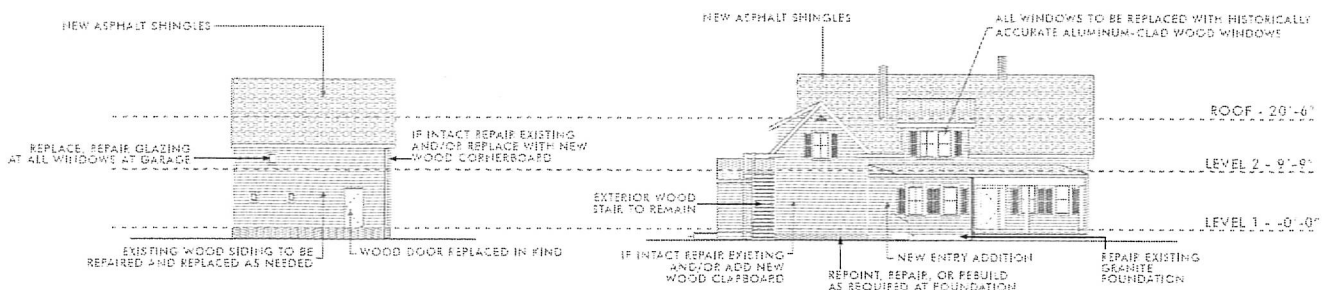 NEW ASPHALT SHINGLES
NEW ASPHALT SHINGLES
ALL WINDOWS TO BE REPLACED WITH HISTORICALLY
ACCURATE ALUMINUM-CLAD WOOD WINDOWS
ROOF - 20'-6"
REPLACE, REPAIR GLAZING
AT ALL WINDOWS AT GARAGE
IF INTACT REPAIR EXISTING
AND/OR REPLACE WITH NEW
WOOD CORNERBOARD
LEVEL 2 - 9'-9"
EXTERIOR WOOD
STAIR TO REMAIN
LEVEL 1 - -0'-0"
EXISTING WOOD SIDING TO BE
REPAIRED AND REPLACED AS NEEDED
WOOD DOOR REPLACED IN KIND
IF INTACT REPAIR EXISTING
AND/OR ADD NEW
WOOD CLAPBOARD
REPOINT, REPAIR, OR REBUILD
AS REQUIRED AT FOUNDATION
NEW ENTRY ADDITION
REPAIR EXISTING
GRANITE
FOUNDATION